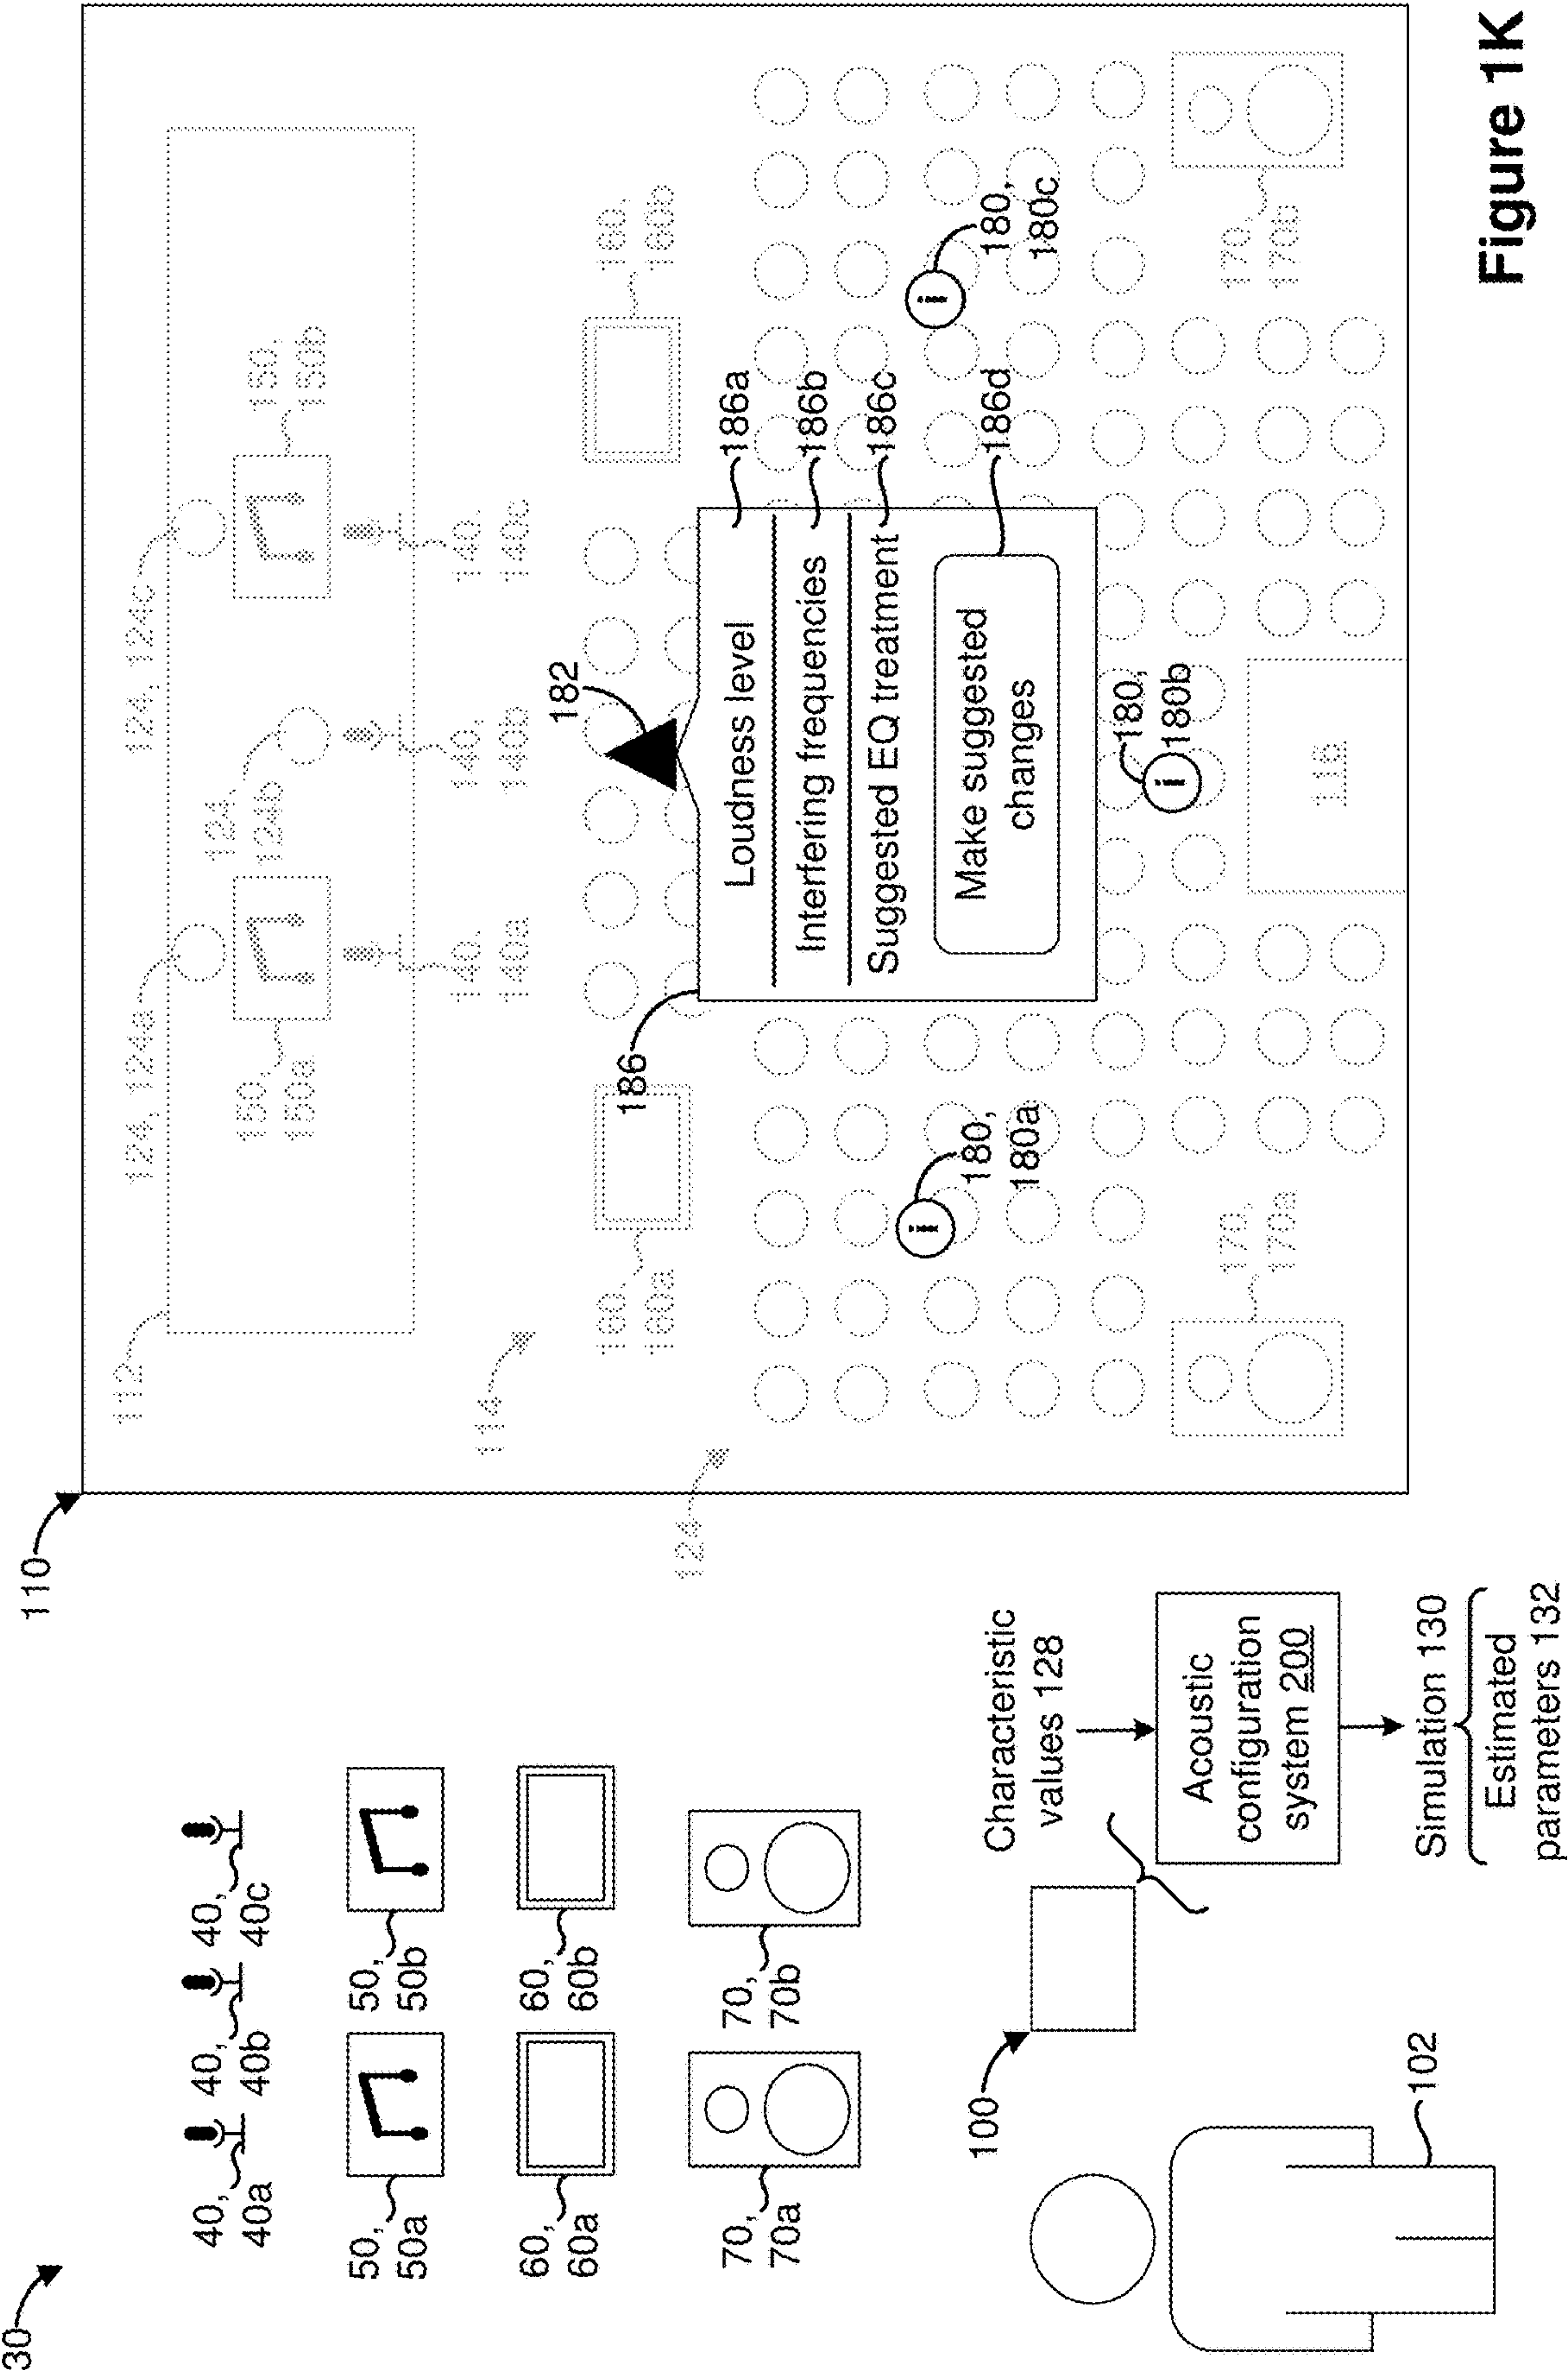 30
40,
40a
40,
40b
40,
40c
50,
50a
50,
50b
60,
60a
60,
60b
70,
70a
70,
70b
100
102
Characteristic
values 128
Acoustic
configuration
system 200
Simulation 130
Estimated
parameters 132
110
112
114
124
124, 124a
124
124b
124, 124c
150,
150a
150,
150b
140,
140a
140,
140b
140,
140c
160,
160a
160,
160b
182
186
Loudness level
186a
Interfering frequencies
186b
Suggested EQ treatment
186c
Make suggested
changes
186d
180,
180a
180,
180b
180,
180c
170,
170a
170,
170b
116
Figure 1K